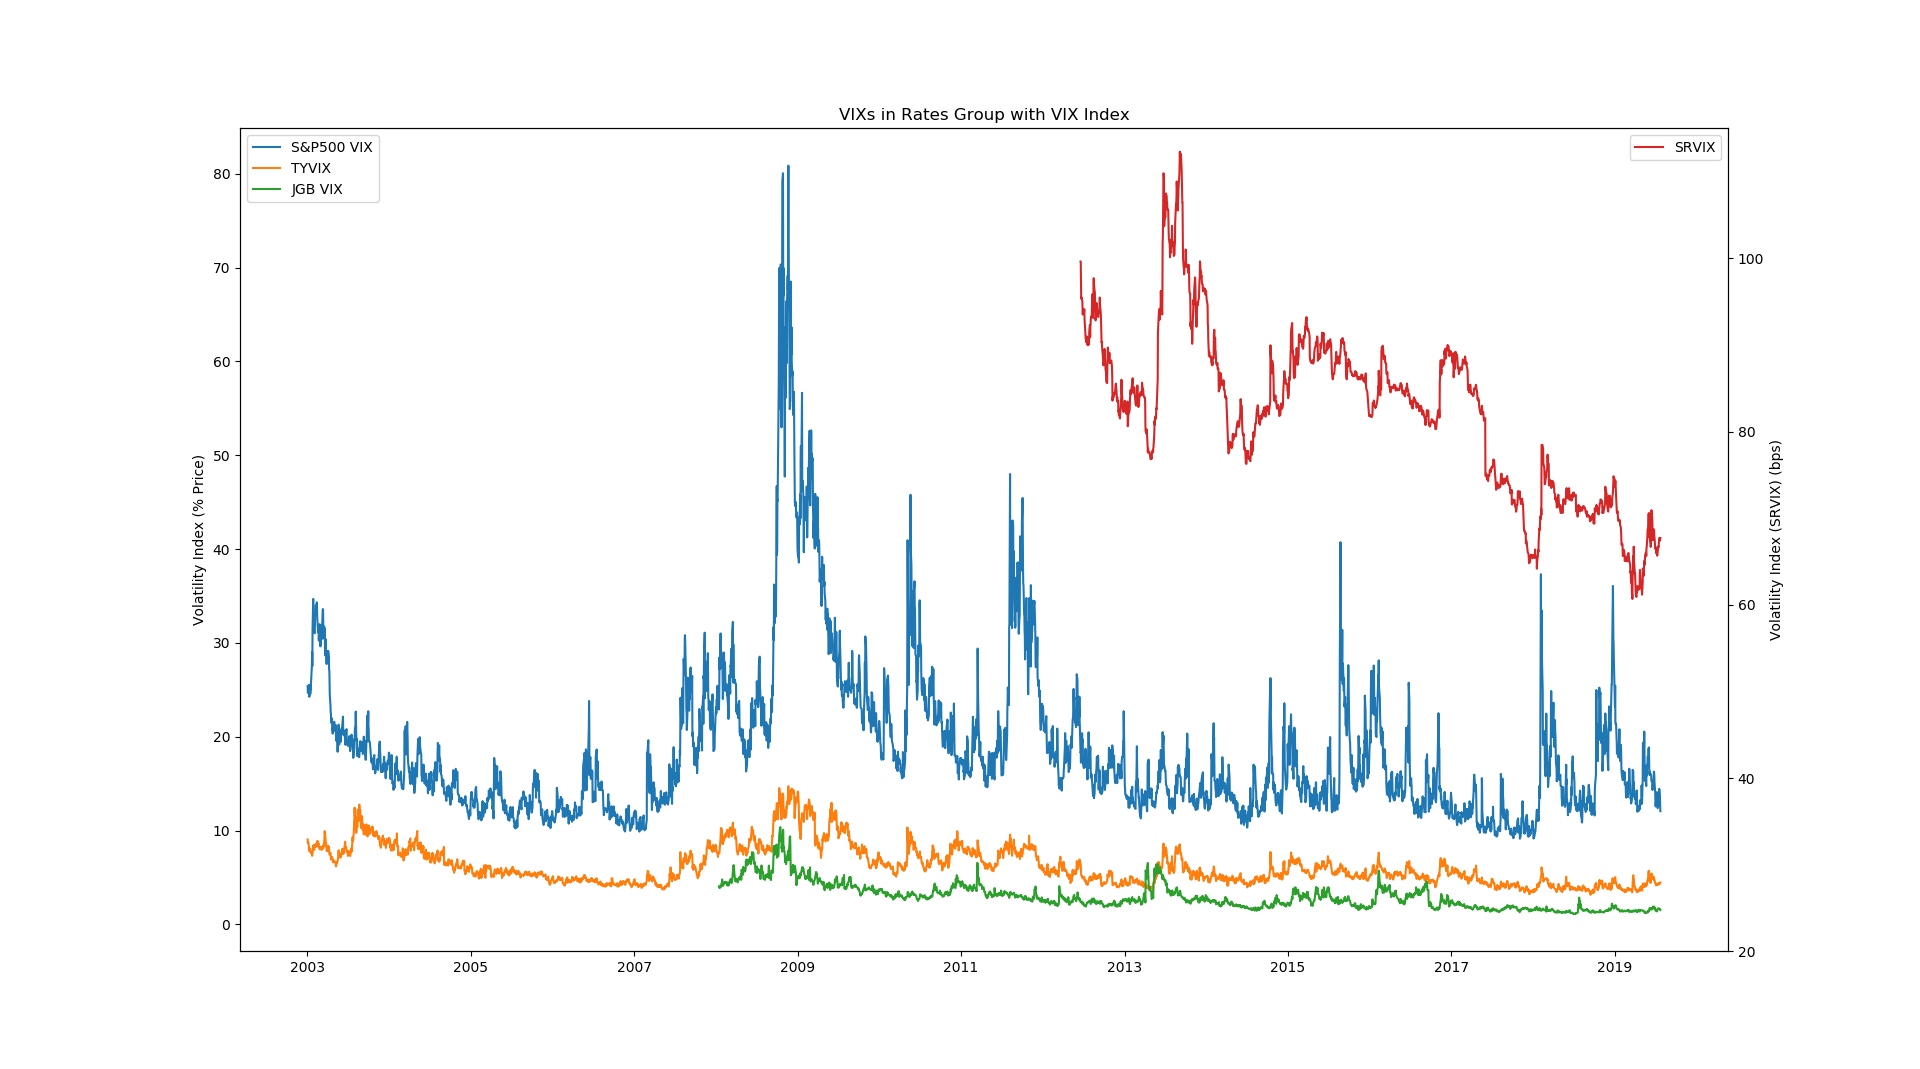 VIXs in Rates Group with VIX Index
S&P500 VIX
TYVIX
JGB VIX
SRVIX
Volatility Index (% Price)
80
70
60
50
40
30
20
10
0
Volatility Index (SRVIX) (bps)
100
80
60
40
20
2003 2005 2007 2009 2011 2013 2015 2017 2019